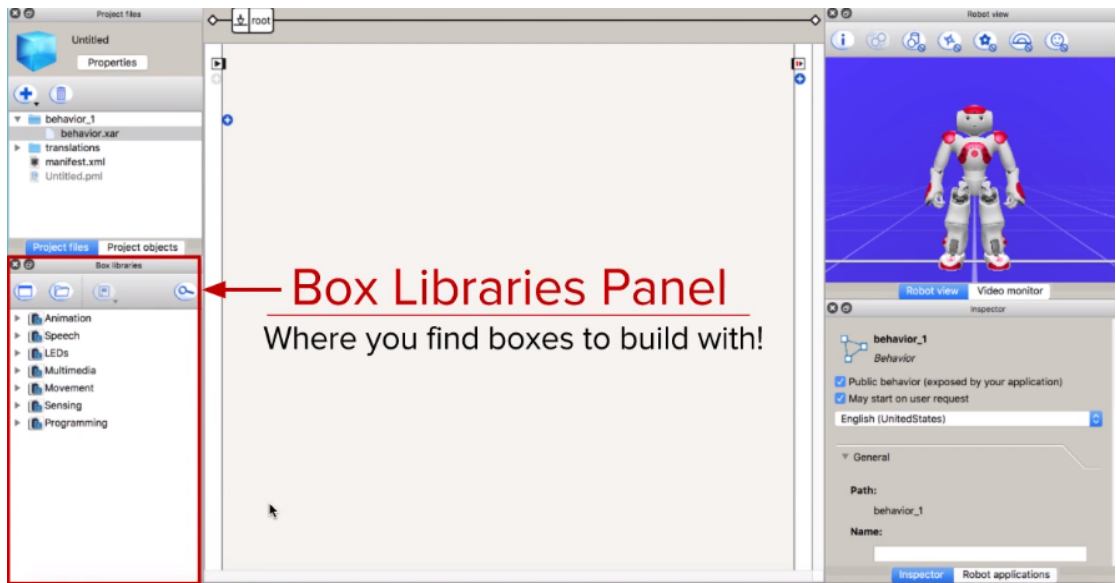 Project files
Untitled
Properties
behavior_1
behavior.xar
translations
manifest.xml
Untitled.pml
Project files
Project objects
Box libraries
Animation
Speech
LEDs
Multimedia
Movement
Sensing
Programming
root
Box Libraries Panel
Where you find boxes to build with!
Robot view
Robot view
Video monitor
Inspector
behavior_1
Behavior
Public behavior (exposed by your application)
May start on user request
English (UnitedStates)
General
Path:
behavior_1
Name:
Inspector
Robot applications